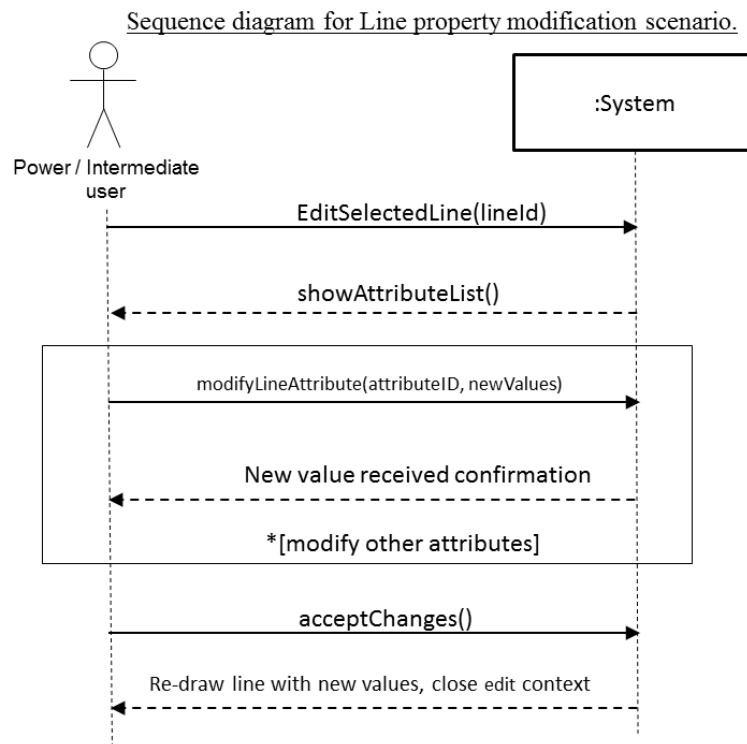 Sequence diagram for Line property modification scenario.
:System
Power / Intermediate
user
EditSelectedLine(lineId)
showAttributeList()
modifyLineAttribute(attributeID, newValues)
New value received confirmation
*[modify other attributes]
acceptChanges()
Re-draw line with new values, close edit context